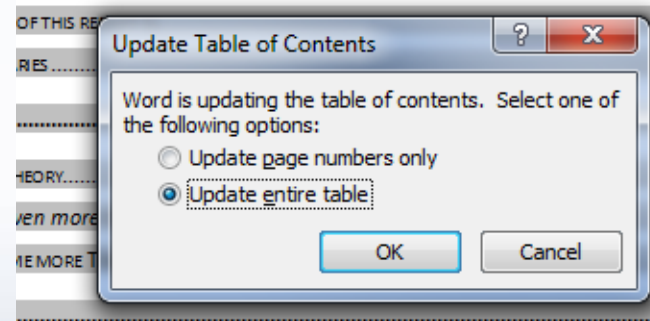 OF THIS RE
Update Table of Contents
RIES..........
Word is updating the table of contents. Select one of
the following options:
Update page numbers only
HEORY......
Update entire table
ven more
OK
Cancel
ME MORE T